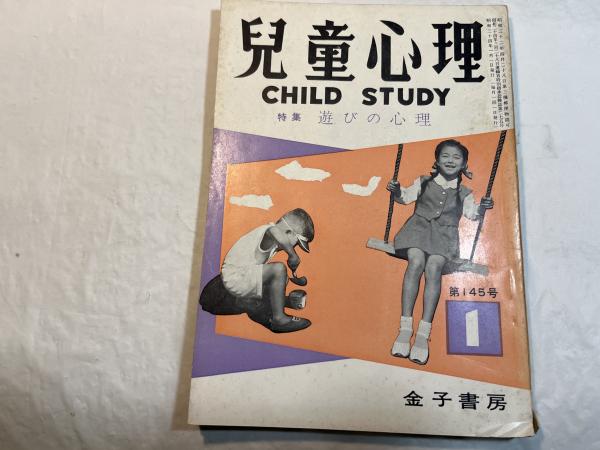 兒童心理
CHILD STUDY
特集 遊びの心理
第145号
1
金子書房